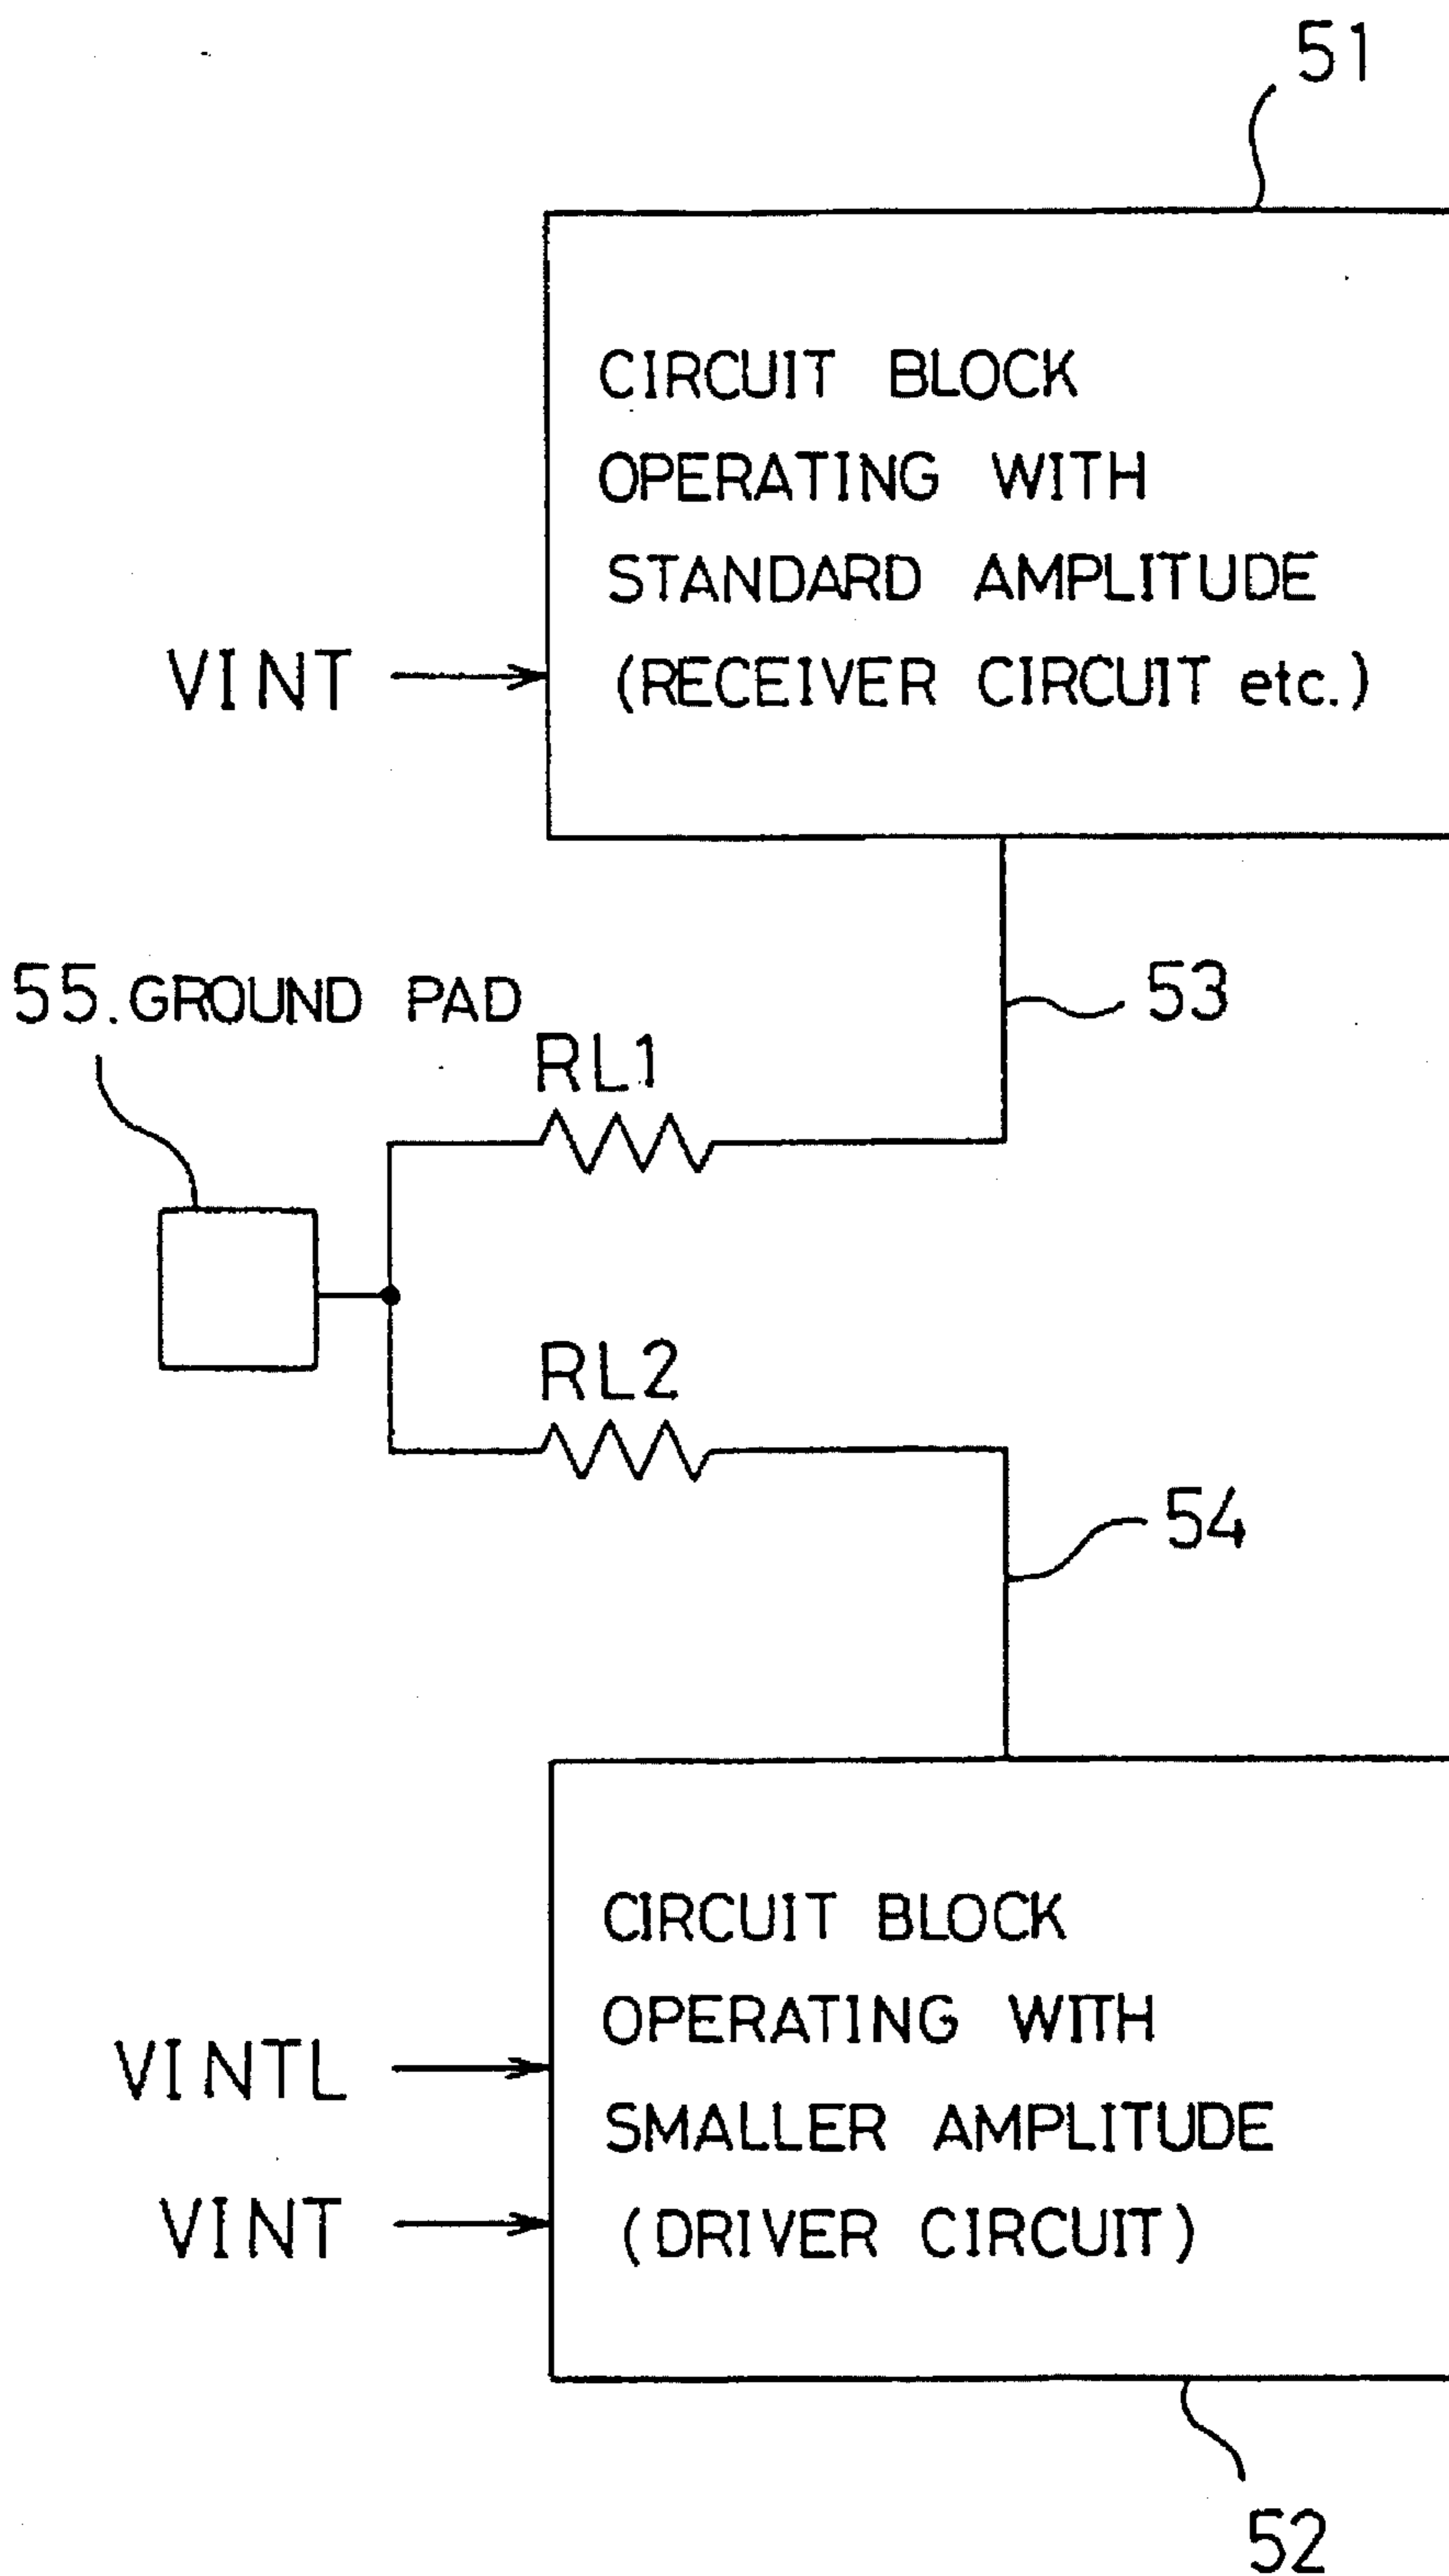 51
CIRCUIT BLOCK
OPERATING WITH
STANDARD AMPLITUDE
(RECEIVER CIRCUIT etc.)
VINT
53
55.GROUND PAD
RL1
RL2
54
CIRCUIT BLOCK
OPERATING WITH
SMALLER AMPLITUDE
(DRIVER CIRCUIT)
VINTL
VINT
52